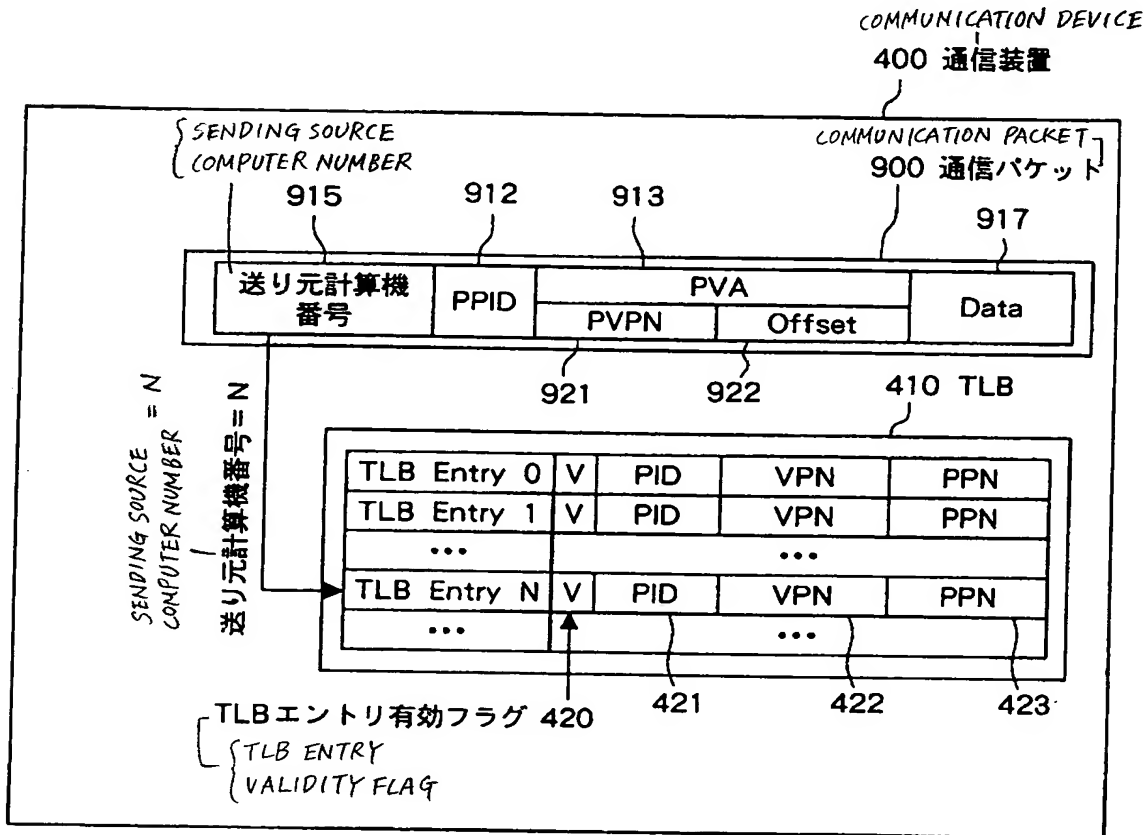 COMMUNICATION DEVICE
400 通信装置
SENDING SOURCE
COMPUTER NUMBER
COMMUNICATION PACKET
900 通信パケット
915
912
913
917
送り元計算機
番号
PPID
PVA
PVPN
Offset
Data
921
922
410 TLB
SENDING SOURCE
COMPUTER NUMBER = N
送り元計算機番号=N
TLB Entry 0 V PID VPN PPN
TLB Entry 1 V PID VPN PPN
••• •••
TLB Entry N V PID VPN PPN
••• •••
TLBエントリ有効フラグ 420
421
422
423
TLB ENTRY
VALIDITY FLAG